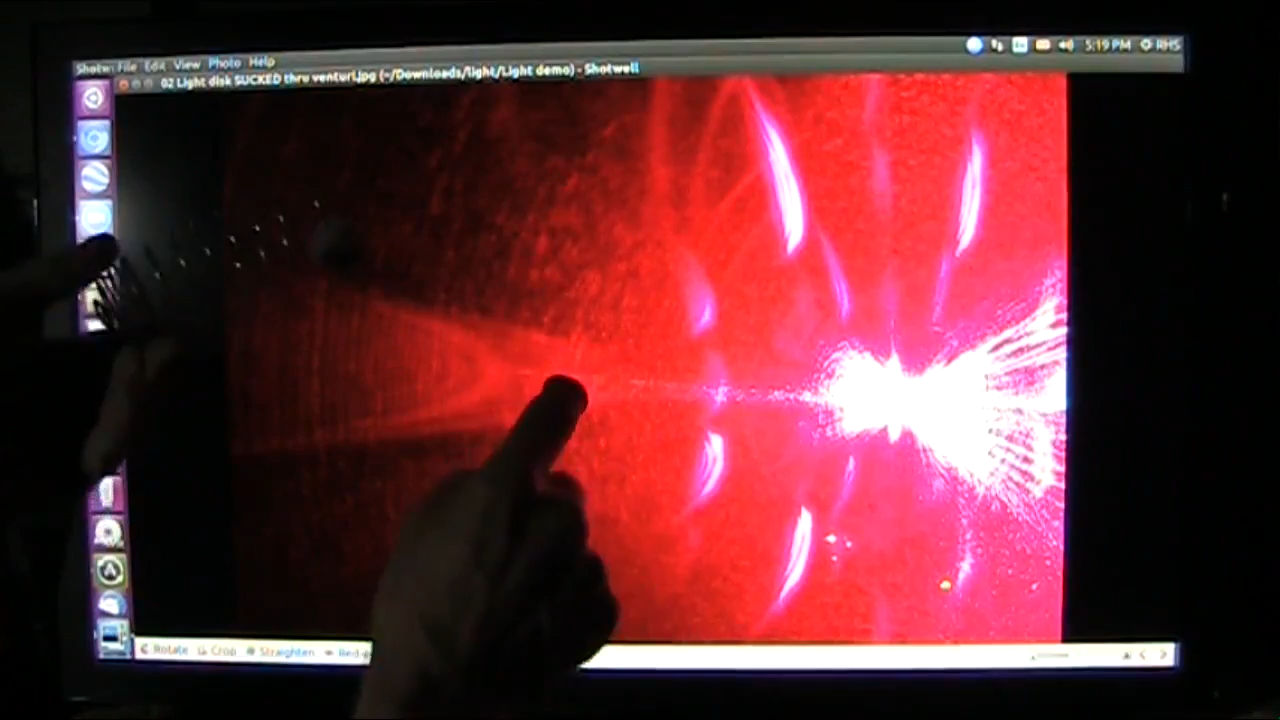 Shotw File Edit View Photo Help
5:19 PM RHS
02 Light disk SUCKED thru venturi.jpg (~/Downloads/light/Light demo) - Shotwell
Rotate Crop Straighten Red-e